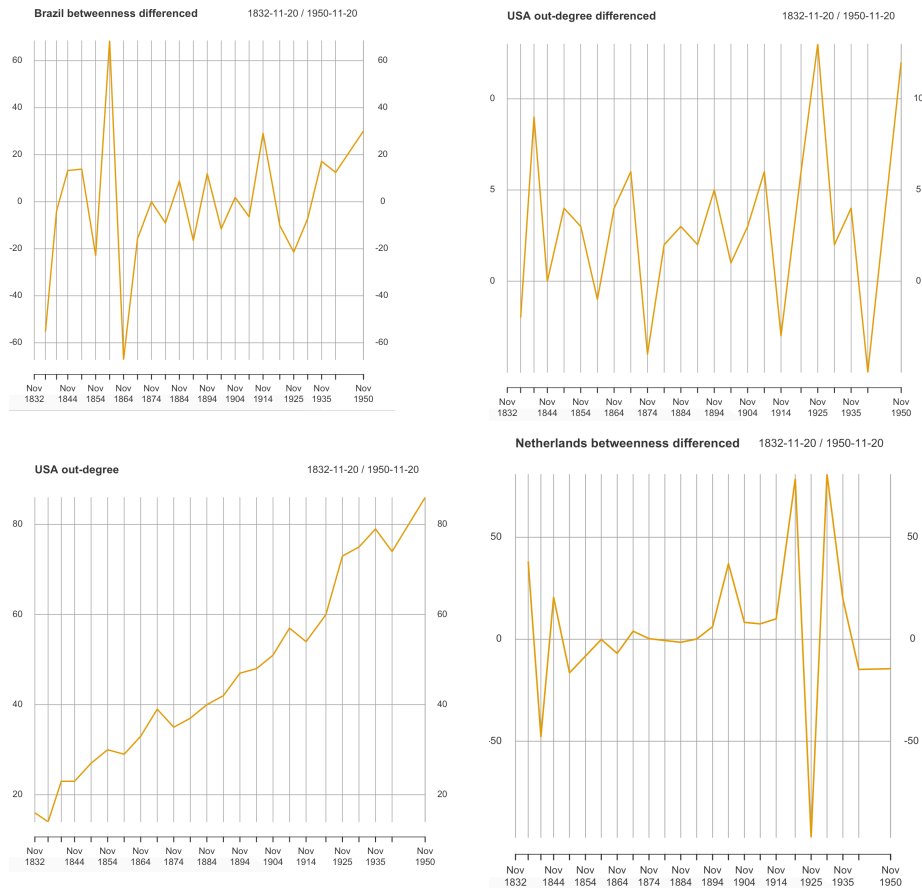 Brazil betweenness differenced 1832-11-20 / 1950-11-20
60 60
40 40
20 20
0 0
-20 -20
-40 -40
-60 -60
Nov Nov Nov Nov Nov Nov Nov Nov Nov Nov Nov Nov
1832 1844 1854 1864 1874 1884 1894 1904 1914 1925 1935 1950
USA out-degree differenced 1832-11-20 / 1950-11-20
0 10
5 5
0 0
Nov Nov Nov Nov Nov Nov Nov Nov Nov Nov Nov Nov
1832 1844 1854 1864 1874 1884 1894 1904 1914 1925 1935 1950
USA out-degree 1832-11-20 / 1950-11-20
80 80
60 60
40 40
20 20
Nov Nov Nov Nov Nov Nov Nov Nov Nov Nov Nov Nov
1832 1844 1854 1864 1874 1884 1894 1904 1914 1925 1935 1950
Netherlands betweenness differenced 1832-11-20 / 1950-11-20
50 50
0 0
-50 -50
Nov Nov Nov Nov Nov Nov Nov Nov Nov Nov Nov Nov
1832 1844 1854 1864 1874 1884 1894 1904 1914 1925 1935 1950